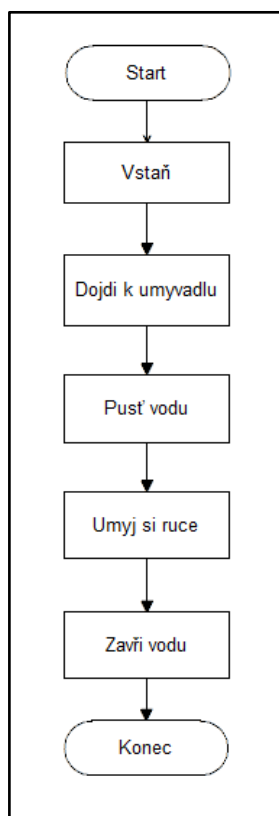 Start
Vstaň
Dojdi k umyvadlu
Pusť vodu
Umyj si ruce
Zavři vodu
Konec